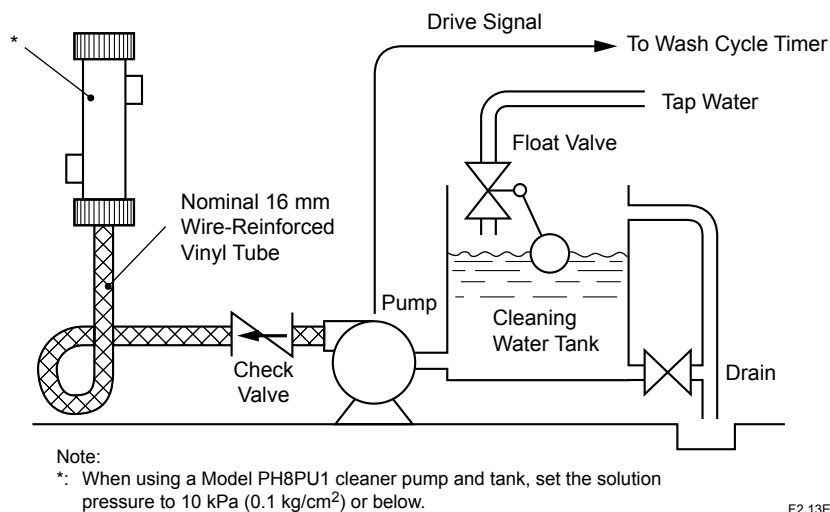 Drive Signal
*
To Wash Cycle Timer
Tap Water
Float Valve
Nominal 16 mm
Wire-Reinforced
Vinyl Tube
Pump
Cleaning
Water Tank
Check
Valve
Drain
Note:
*: When using a Model PH8PU1 cleaner pump and tank, set the solution
pressure to 10 kPa (0.1 kg/cm²) or below.
F2.13E